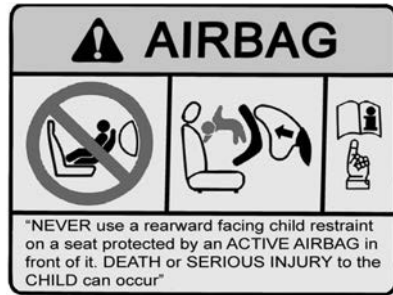 AIRBAG
"NEVER use a rearward facing child restraint
on a seat protected by an ACTIVE AIRBAG in
front of it. DEATH or SERIOUS INJURY to the
CHILD can occur"